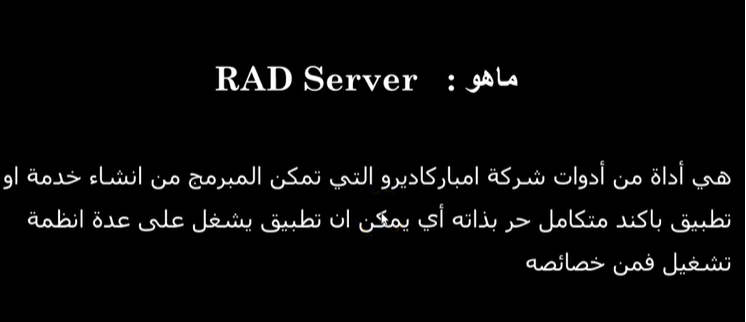 ماهو : RAD Server
هي أداة من أدوات شركة امباركاديرو التي تمكن المبرمج من انشاء خدمة او
تطبيق باكند متكامل حر بذاته أي يمكن ان تطبيق يشغل على عدة انظمة
تشغيل فمن خصائصه